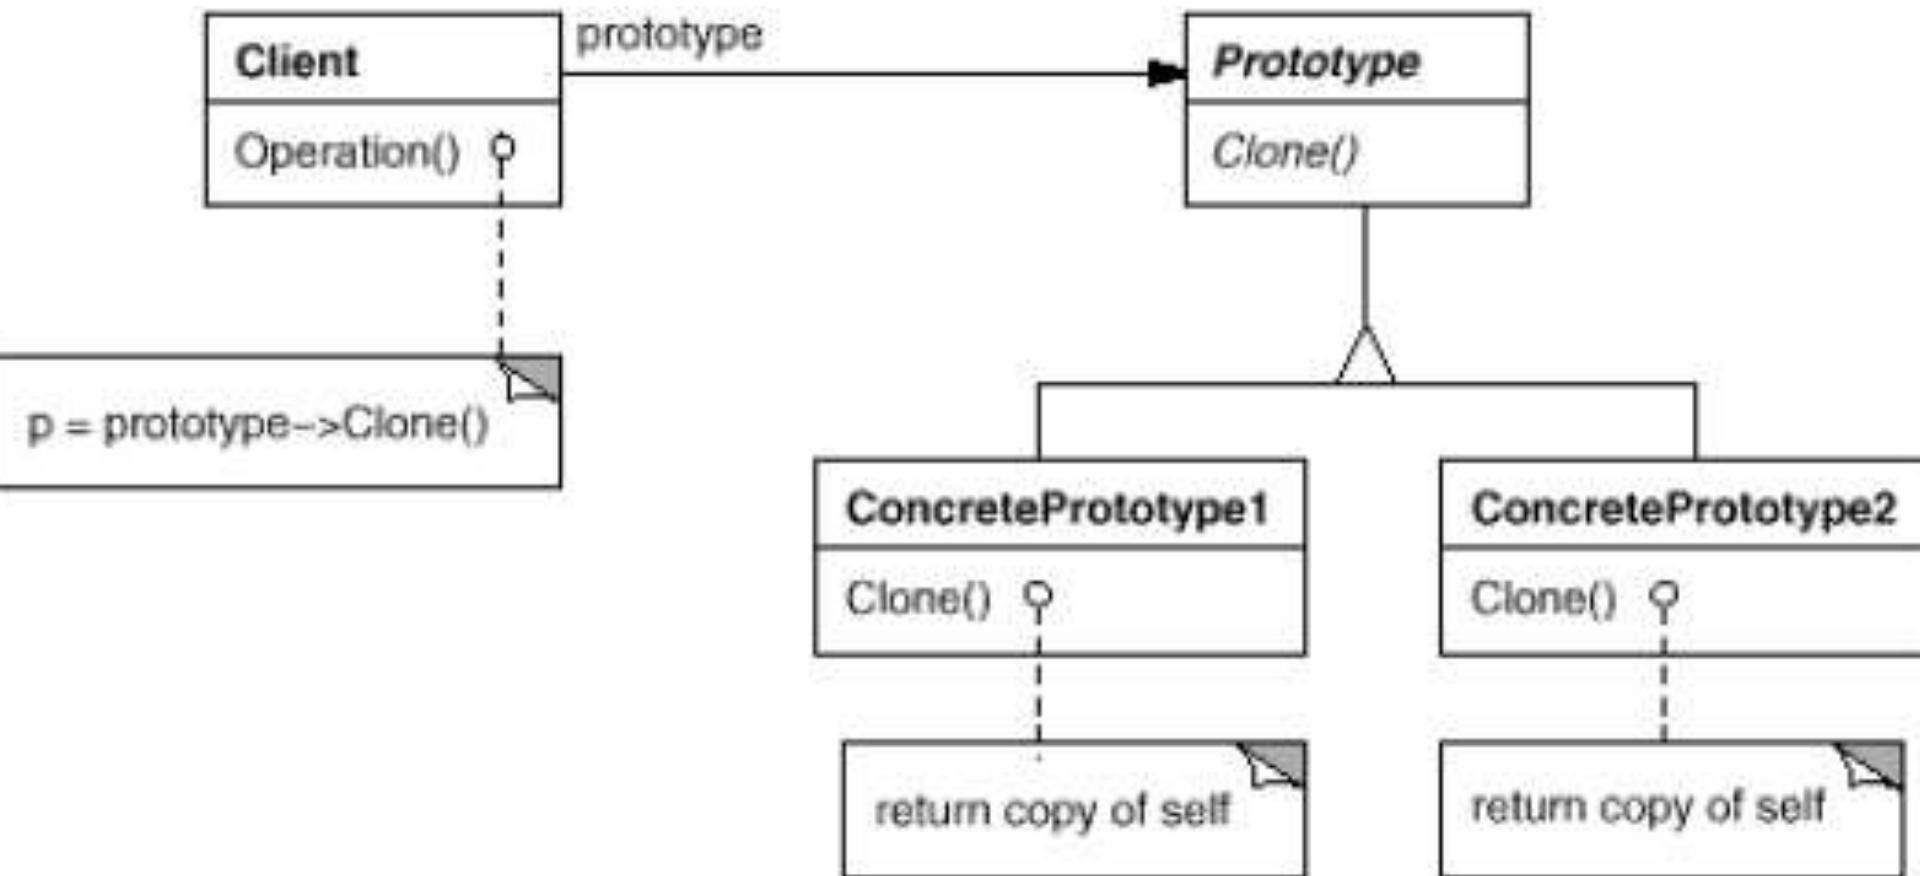 Client
prototype
Prototype
Operation()
Clone()
p = prototype–>Clone()
ConcretePrototype1
ConcretePrototype2
Clone()
Clone()
return copy of self
return copy of self